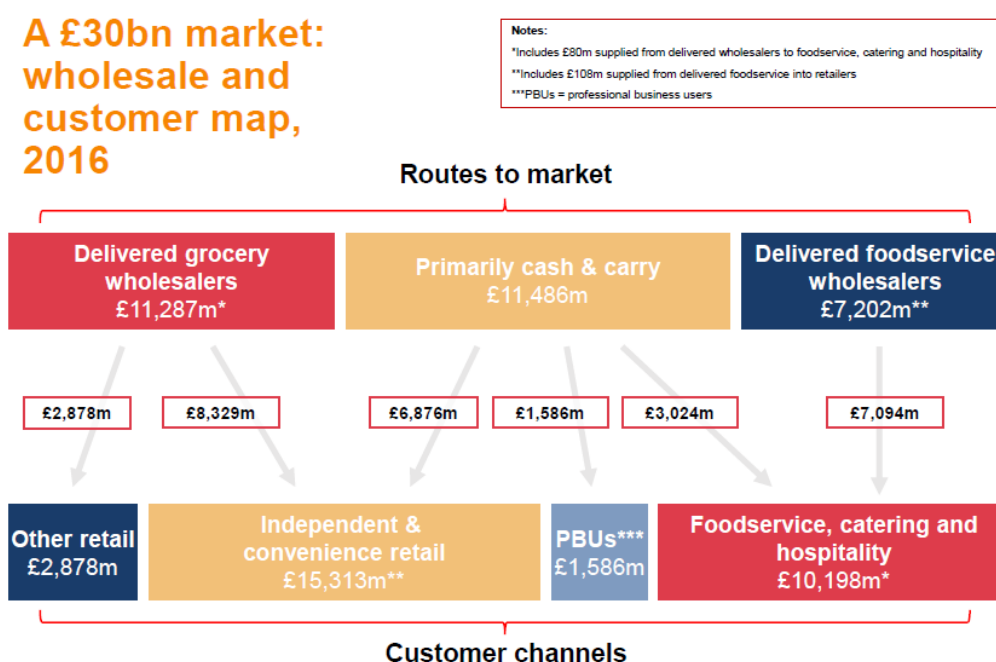 A £30bn market:
wholesale and
customer map,
2016
Notes:
*Includes £80m supplied from delivered wholesalers to foodservice, catering and hospitality
**Includes £108m supplied from delivered foodservice into retailers
***PBUs = professional business users
Routes to market
Delivered grocery
wholesalers
£11,287m*
Primarily cash & carry
£11,486m
Delivered foodservice
wholesalers
£7,202m**
£2,878m
£8,329m
£6,876m
£1,586m
£3,024m
£7,094m
Other retail
£2,878m
Independent &
convenience retail
£15,313m**
PBUs***
£1,586m
Foodservice, catering and
hospitality
£10,198m*
Customer channels